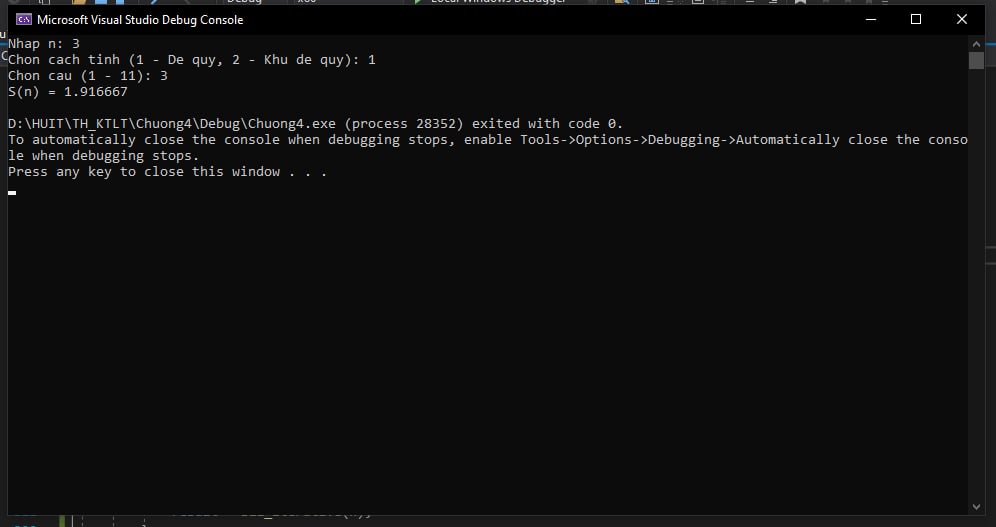 Microsoft Visual Studio Debug Console
Nhap n: 3
Chon cach tinh (1 - De quy, 2 - Khu de quy): 1
Chon cau (1 - 11): 3
S(n) = 1.916667
D:\HUIT\TH_KTLT\Chuong4\Debug\Chuong4.exe (process 28352) exited with code 0.
To automatically close the console when debugging stops, enable Tools->Options->Debugging->Automatically close the conso
le when debugging stops.
Press any key to close this window . . .